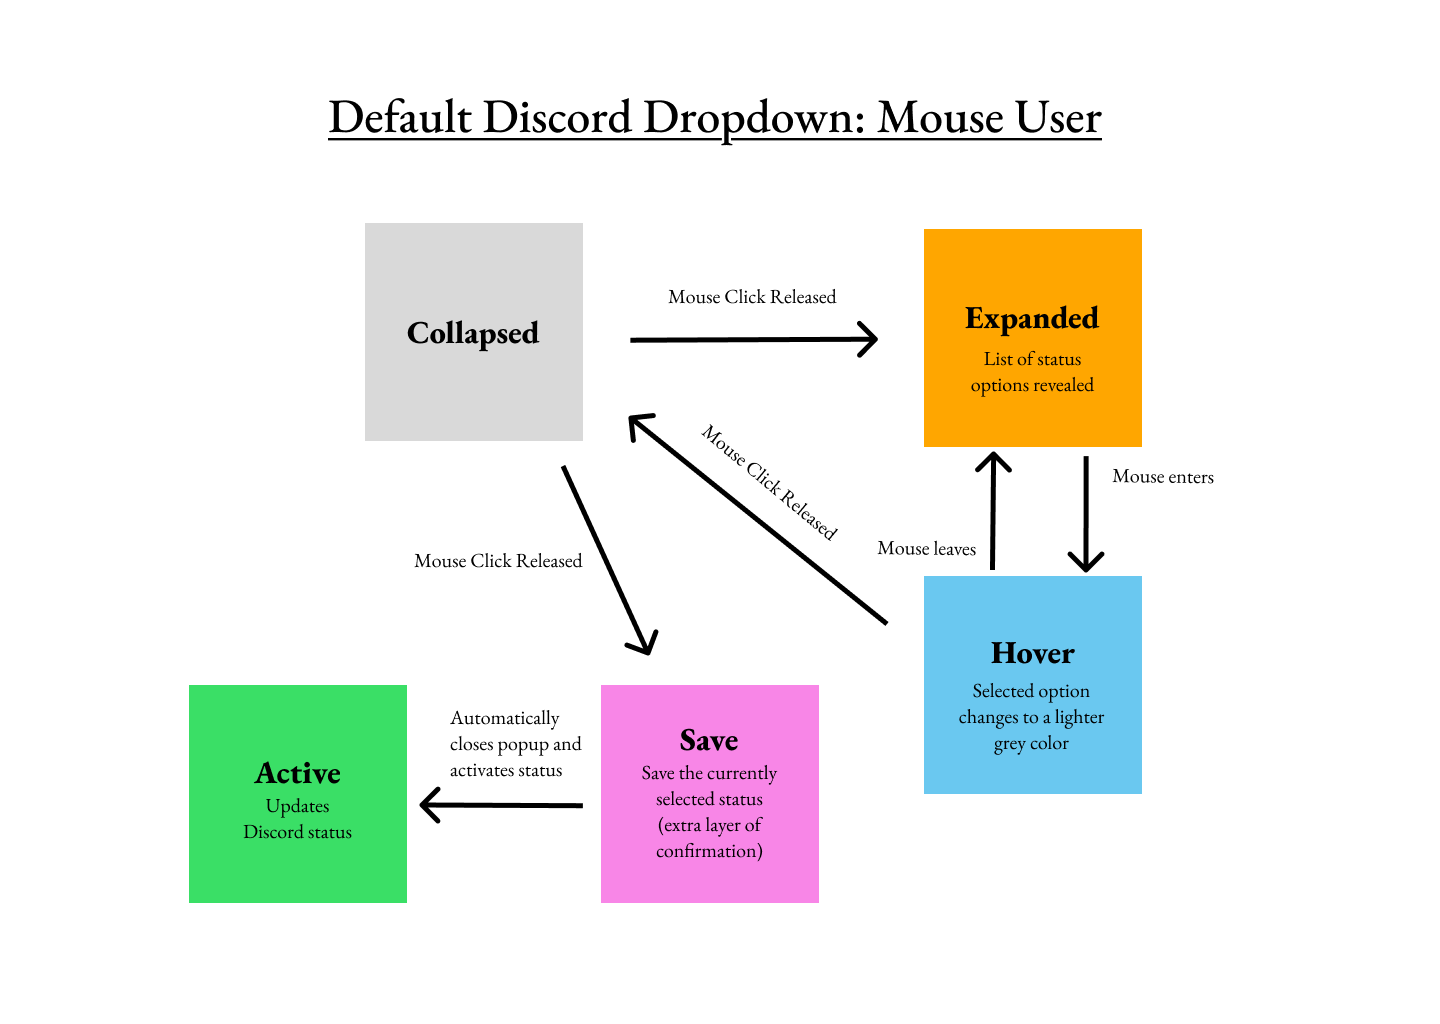 Default Discord Dropdown: Mouse User
Collapsed
Mouse Click Released
Expanded
List of status
options revealed
Mouse Click Released
Mouse enters
Mouse leaves
Mouse Click Released
Hover
Selected option
changes to a lighter
grey color
Automatically
closes popup and
activates status
Save
Save the currently
selected status
(extra layer of
confirmation)
Active
Updates
Discord status